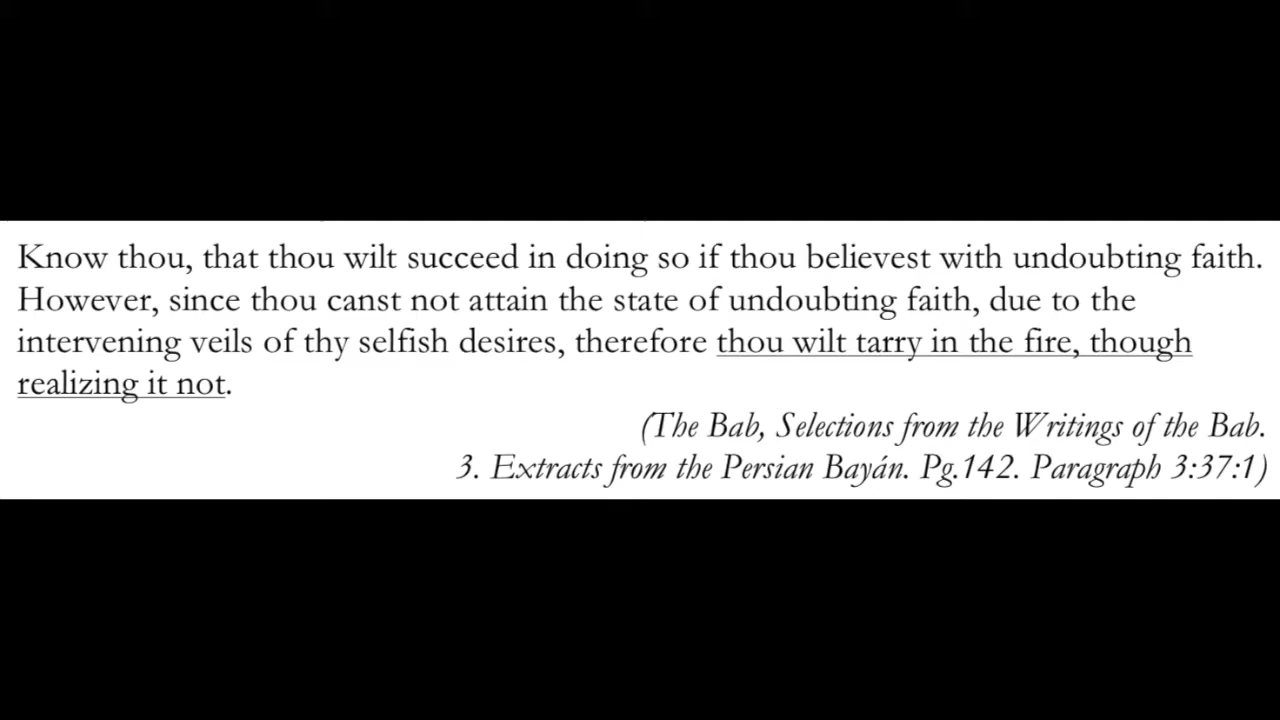 Know thou, that thou wilt succeed in doing so if thou believest with undoubting faith.
However, since thou canst not attain the state of undoubting faith, due to the
intervening veils of thy selfish desires, therefore thou wilt tarry in the fire, though
realizing it not.
(The Bab, Selections from the Writings of the Bab.
3. Extracts from the Persian Bayán. Pg.142. Paragraph 3:37:1)